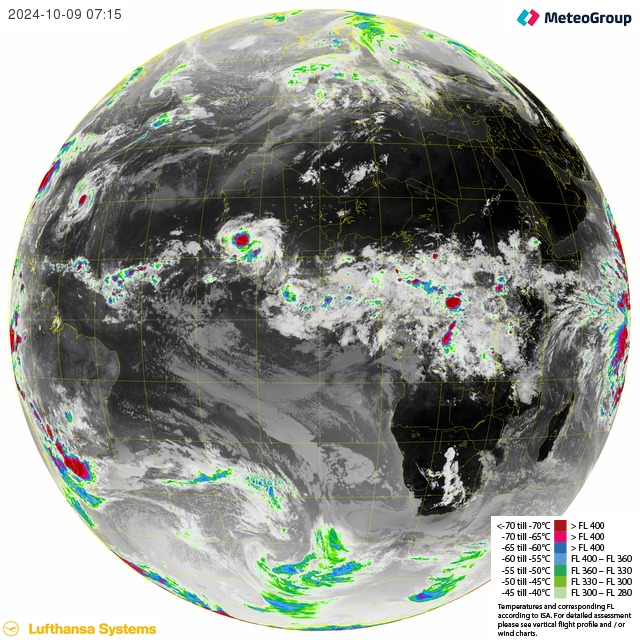 2024-10-09 07:15
MeteoGroup
<-70 till -70°C > FL 400
-70 till -65°C > FL 400
-65 till -60°C > FL 400
-60 till -55°C FL 400 – FL 360
-55 till -50°C FL 360 – FL 330
-50 till -45°C FL 330 – FL 300
-45 till -40°C FL 300 – FL 280
Temperatures and corresponding FL
according to ISA. For detailed assessment
please see vertical flight profile and / or
wind charts.
Lufthansa Systems